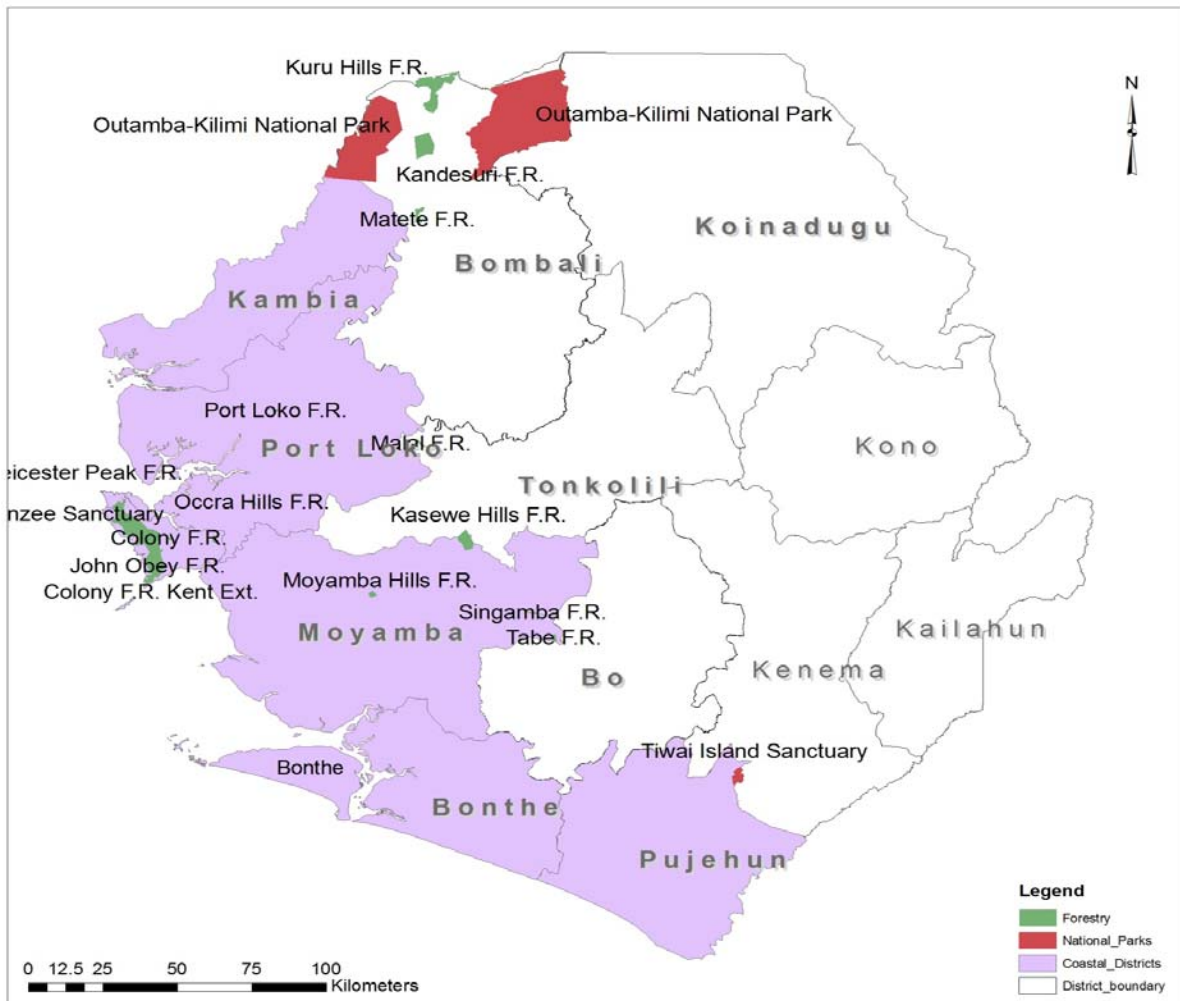 Kuru Hills F.R.
N
Outamba-Kilimi National Park
Outamba-Kilimi National Park
Kandesuri F.R.
Matete F.R.
Koinadugu
Bombali
Kambia
Port Loko F.R.
Malal F.R.
Port Loko
Kono
eicester Peak F.R.
Tonkolili
Occra Hills F.R.
nzee Sanctuary
Kasewe Hills F.R.
Colony F.R.
John Obey F.R.
Moyamba Hills F.R.
Colony F.R. Kent Ext.
Singamba F.R.
Moyamba
Kailahun
Tabe F.R.
Bo
Kenema
Tiwai Island Sanctuary
Bonthe
Bonthe
Pujehun
Legend
Forestry
National_Parks
Coastal_Districts
District_boundary
0 12.5 25 50 75 100
Kilometers